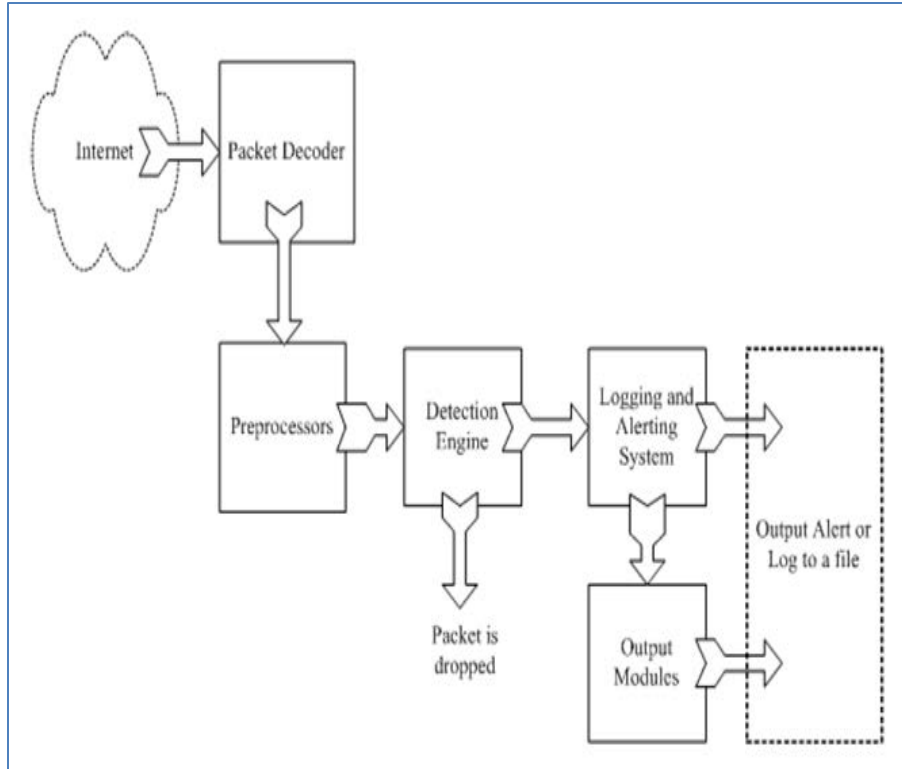 Internet
Packet Decoder
Preprocessors
Detection
Engine
Logging and
Alerting
System
Output Alert or
Log to a file
Packet is
dropped
Output
Modules